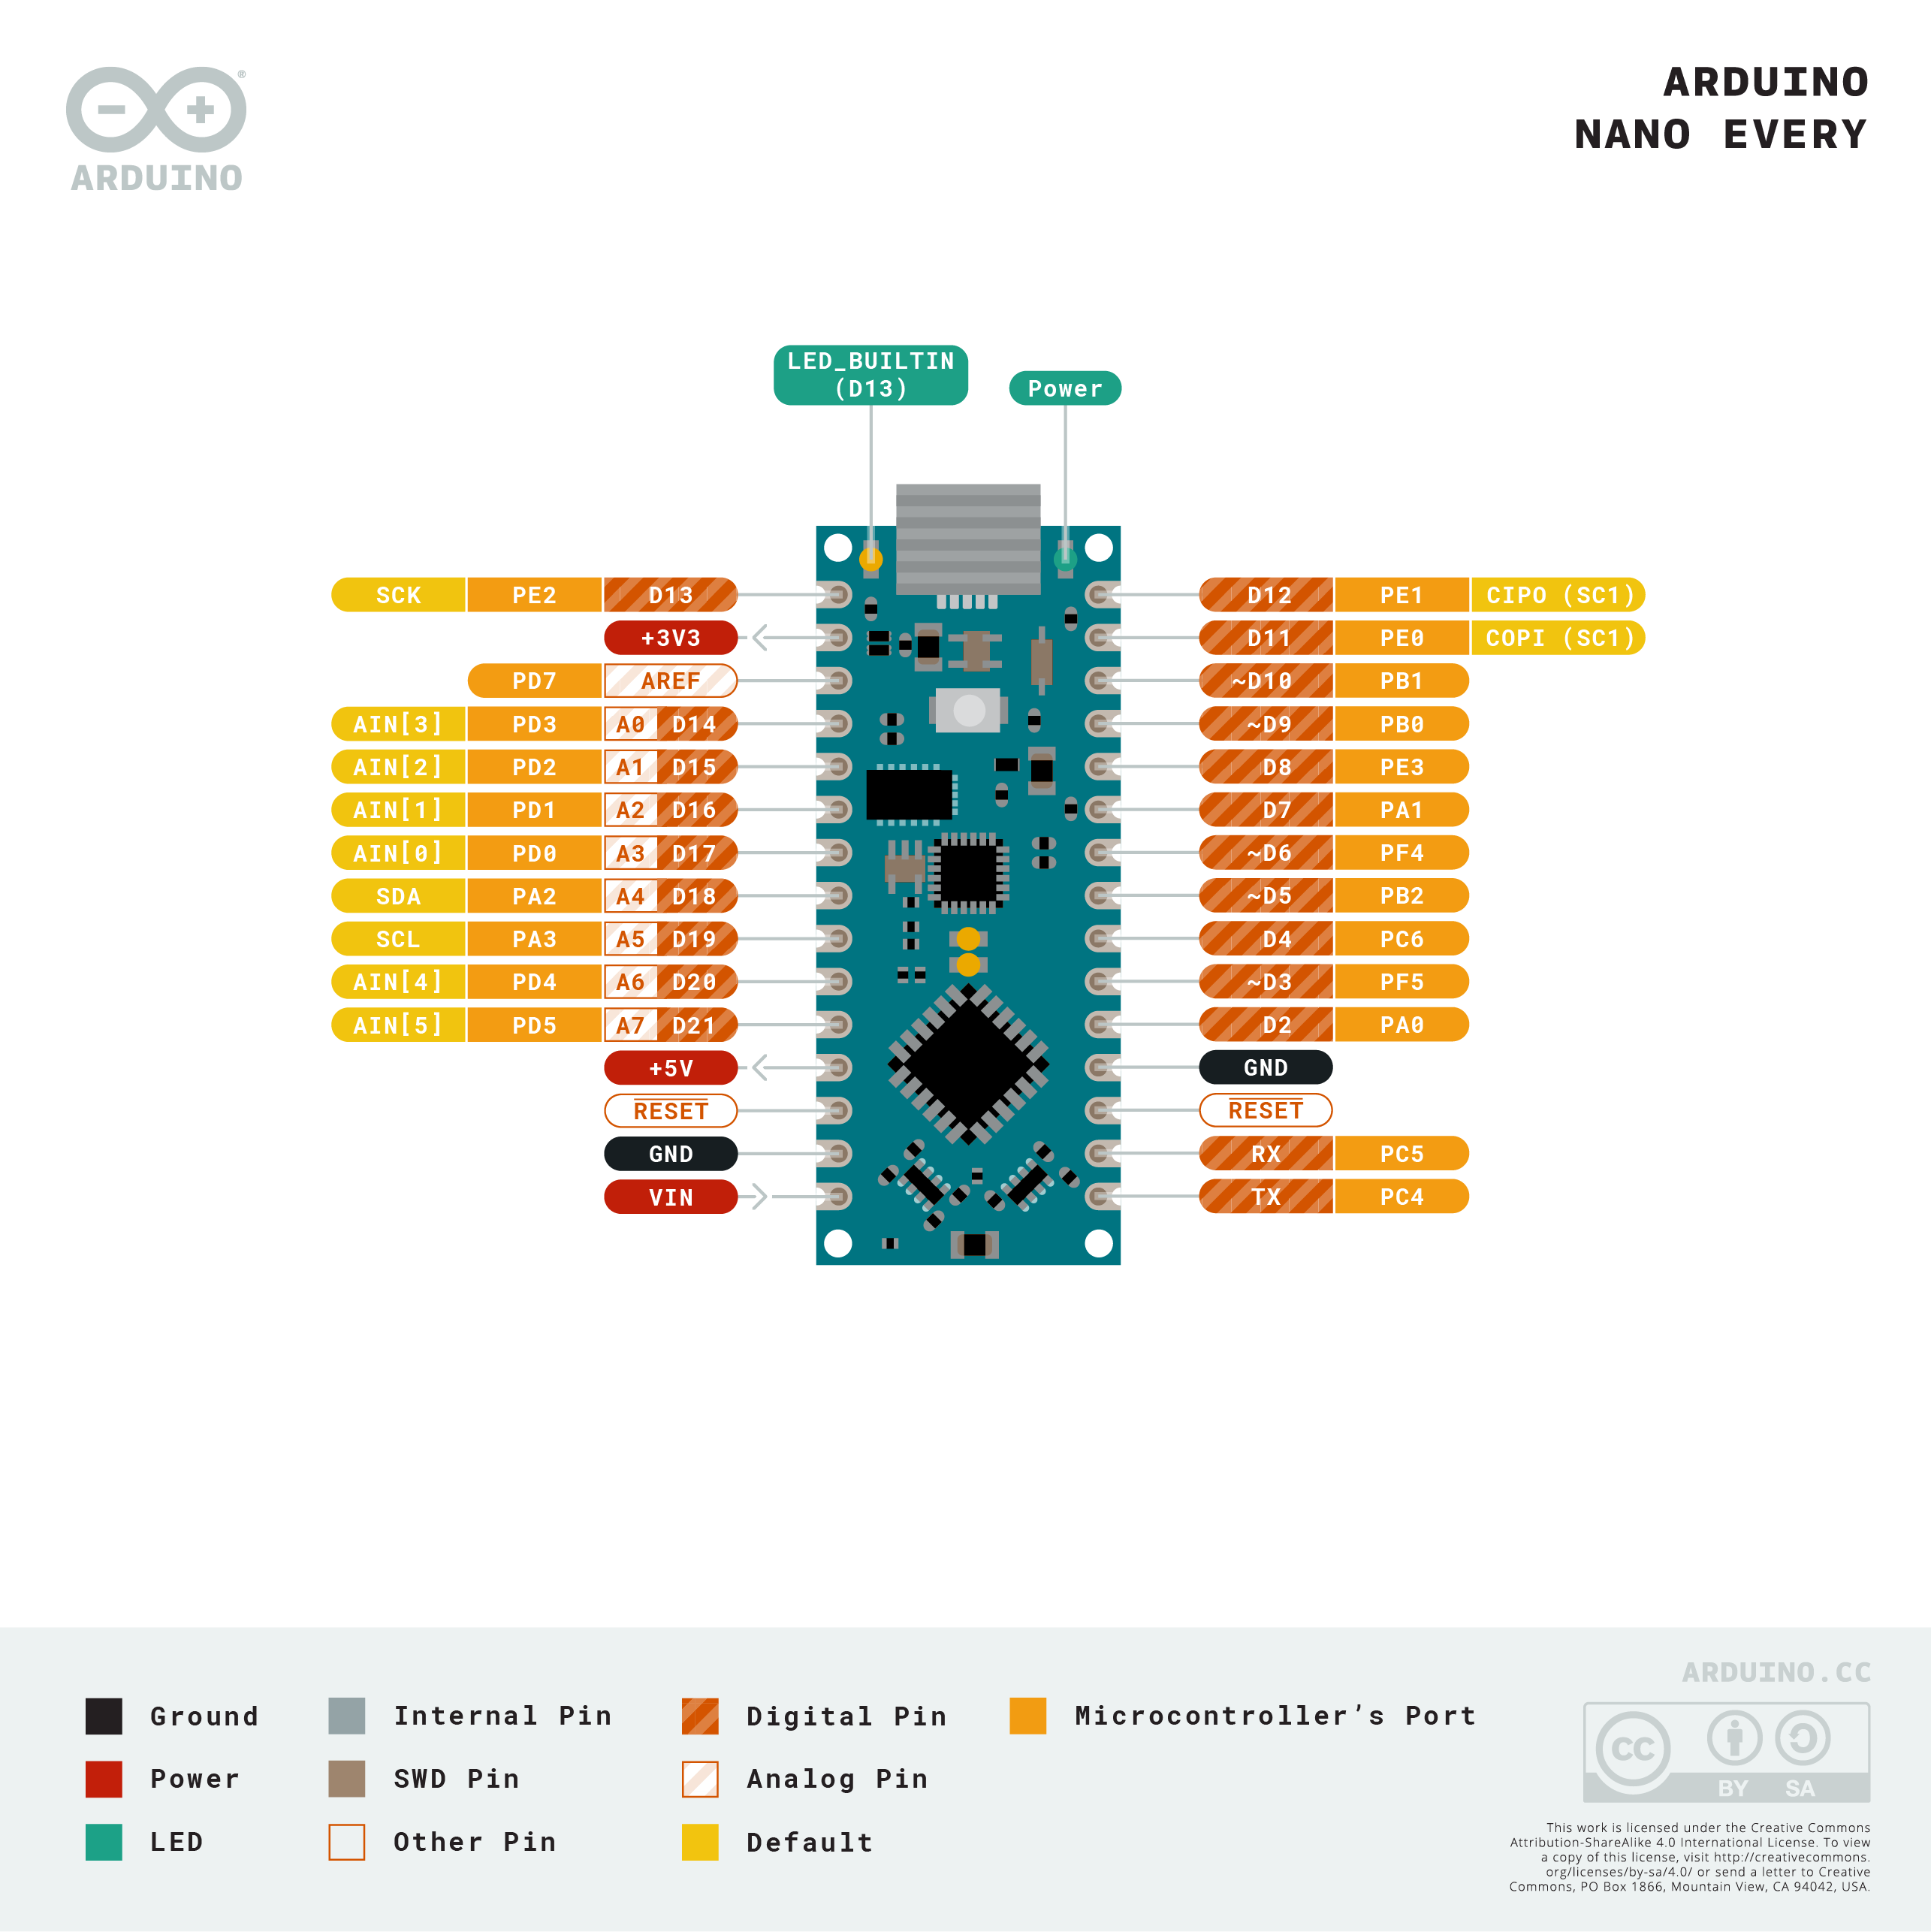 ARDUINO
NANO EVERY
®
ARDUINO
LED_BUILTIN
(D13)
Power
SCK PE2 D13
+3V3
PD7 AREF
AIN[3] PD3 A0 D14
AIN[2] PD2 A1 D15
AIN[1] PD1 A2 D16
AIN[0] PD0 A3 D17
SDA PA2 A4 D18
SCL PA3 A5 D19
AIN[4] PD4 A6 D20
AIN[5] PD5 A7 D21
+5V
RESET
GND
VIN
D12 PE1 CIPO (SC1)
D11 PE0 COPI (SC1)
~D10 PB1
~D9 PB0
D8 PE3
D7 PA1
~D6 PF4
~D5 PB2
D4 PC6
~D3 PF5
D2 PA0
GND
RESET
RX PC5
TX PC4
Ground
Power
LED
Internal Pin
SWD Pin
Other Pin
Digital Pin
Analog Pin
Default
Microcontroller’s Port
ARDUINO.CC
CC
BY SA
This work is licensed under the Creative Commons
Attribution-ShareAlike 4.0 International License. To view
a copy of this license, visit http://creativecommons.
org/licenses/by-sa/4.0/ or send a letter to Creative
Commons, PO Box 1866, Mountain View, CA 94042, USA.